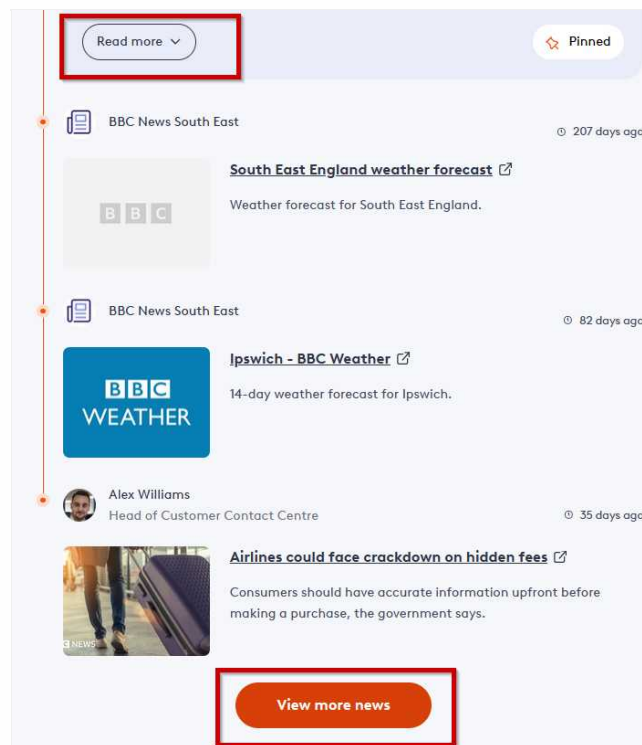 Read more
Pinned
BBC News South East
207 days ago
South East England weather forecast
BBC
Weather forecast for South East England.
BBC News South East
82 days ago
Ipswich - BBC Weather
BBC
WEATHER
14-day weather forecast for Ipswich.
Alex Williams
Head of Customer Contact Centre
35 days ago
Airlines could face crackdown on hidden fees
Consumers should have accurate information upfront before
making a purchase, the government says.
C NEWS
View more news